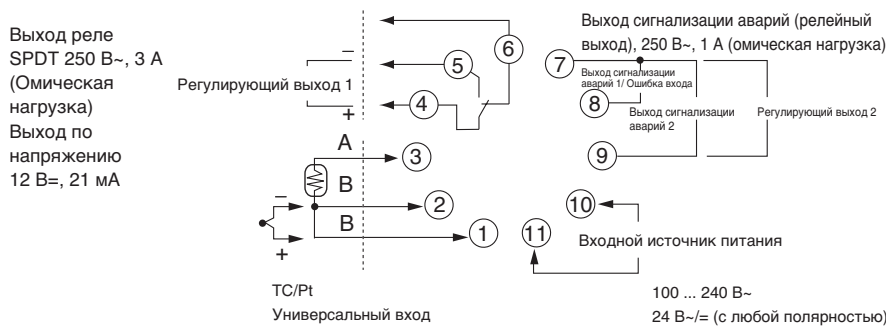 Выход реле
SPDT 250 В~, 3 А
(Омическая
нагрузка)
Выход по
напряжению
12 В=, 21 мА
Регулирующий выход 1
–
+
6
5
4
A
3
B
–
2
B
1
+
TC/Pt
Универсальный вход
Выход сигнализации аварий (релейный
выход), 250 В~, 1 А (омическая нагрузка)
7
Выход сигнализации
аварий 1/ Ошибка входа
8
Выход сигнализации
аварий 2
Регулирующий выход 2
9
10
11
Входной источник питания
100 ... 240 В~
24 В~/= (с любой полярностью)